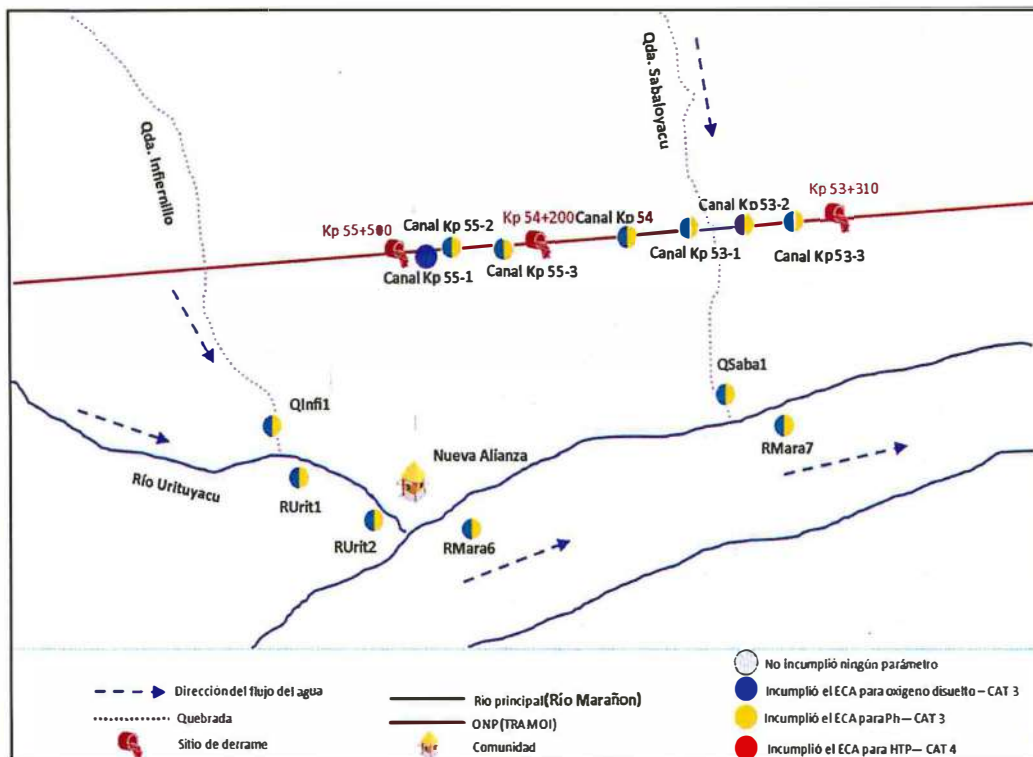 Qda. Infiernillo
Qda. Sabaloyacu
Kp 55+500
Canal Kp 55-2
Kp 54+200
Canal Kp 54
Canal Kp 53-2
Kp 53+310
Canal Kp 55-1
Canal Kp 55-3
Canal Kp 53-1
Canal Kp 53-3
QInfi1
QSaba1
RMara7
Nueva Alianza
Río Urituyacu
RUrit1
RUrit2
RMara6
Dirección del flujo del agua
Quebrada
Sitio de derrame
Rio principal(Río Marañon)
ONP(TRAMOI)
Comunidad
No incumplió ningún parámetro
Incumplió el ECA para oxigeno disuelto – CAT 3
Incumplió el ECA para Ph — CAT 3
Incumplió el ECA para HTP— CAT 4